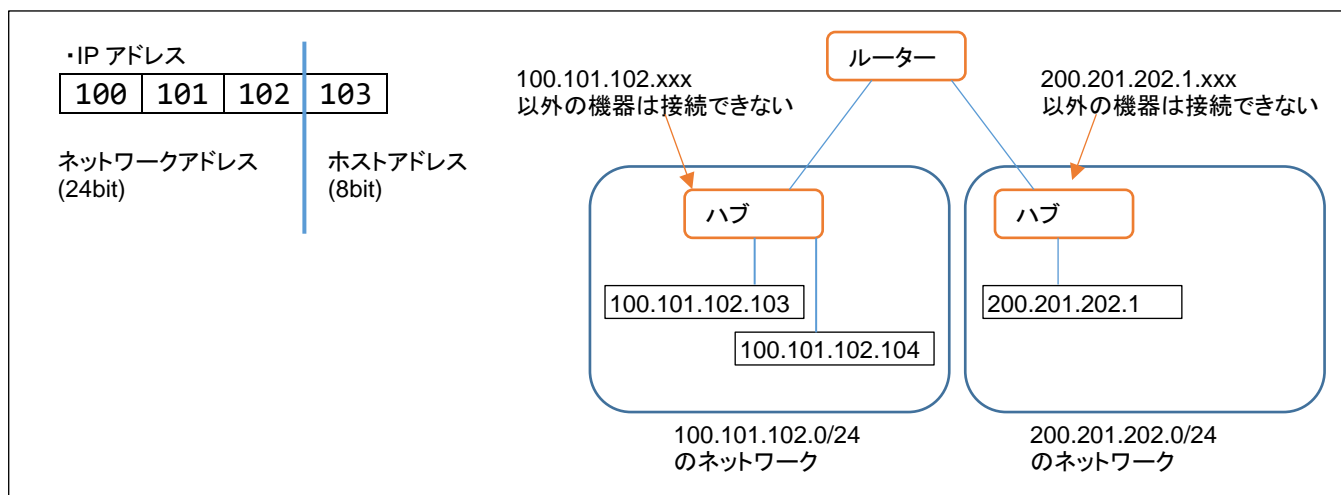 ・IP アドレス
100 101 102 103
ネットワークアドレス
(24bit)
ホストアドレス
(8bit)
ルーター
100.101.102.xxx
以外の機器は接続できない
200.201.202.1.xxx
以外の機器は接続できない
ハブ
100.101.102.103
100.101.102.104
100.101.102.0/24
のネットワーク
ハブ
200.201.202.1
200.201.202.0/24
のネットワーク